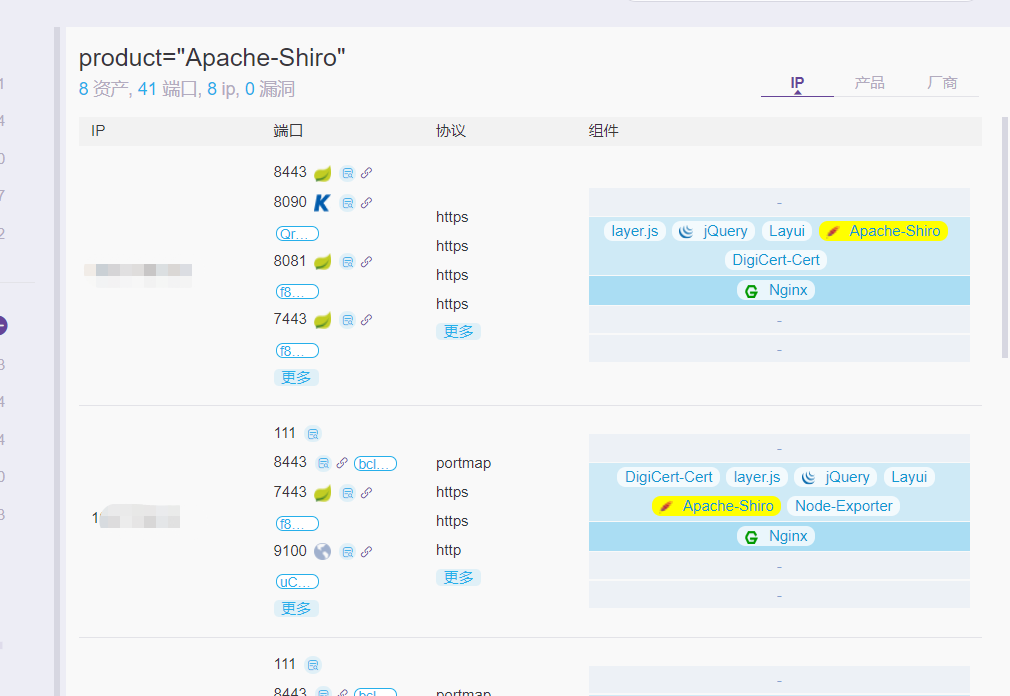 product="Apache-Shiro"
8 资产, 41 端口, 8 ip, 0 漏洞
IP 产品 厂商
IP 端口 协议 组件
8443
8090
Qr...
8081
f8...
7443
f8...
更多
https
https
https
https
更多
-
layer.js jQuery Layui Apache-Shiro
DigiCert-Cert
Nginx
-
-
1
111
8443 bcl...
7443
f8...
9100
uC...
更多
portmap
https
https
http
更多
-
DigiCert-Cert layer.js jQuery Layui
Apache-Shiro Node-Exporter
Nginx
-
-
111
8443 bcl...
portmap
-